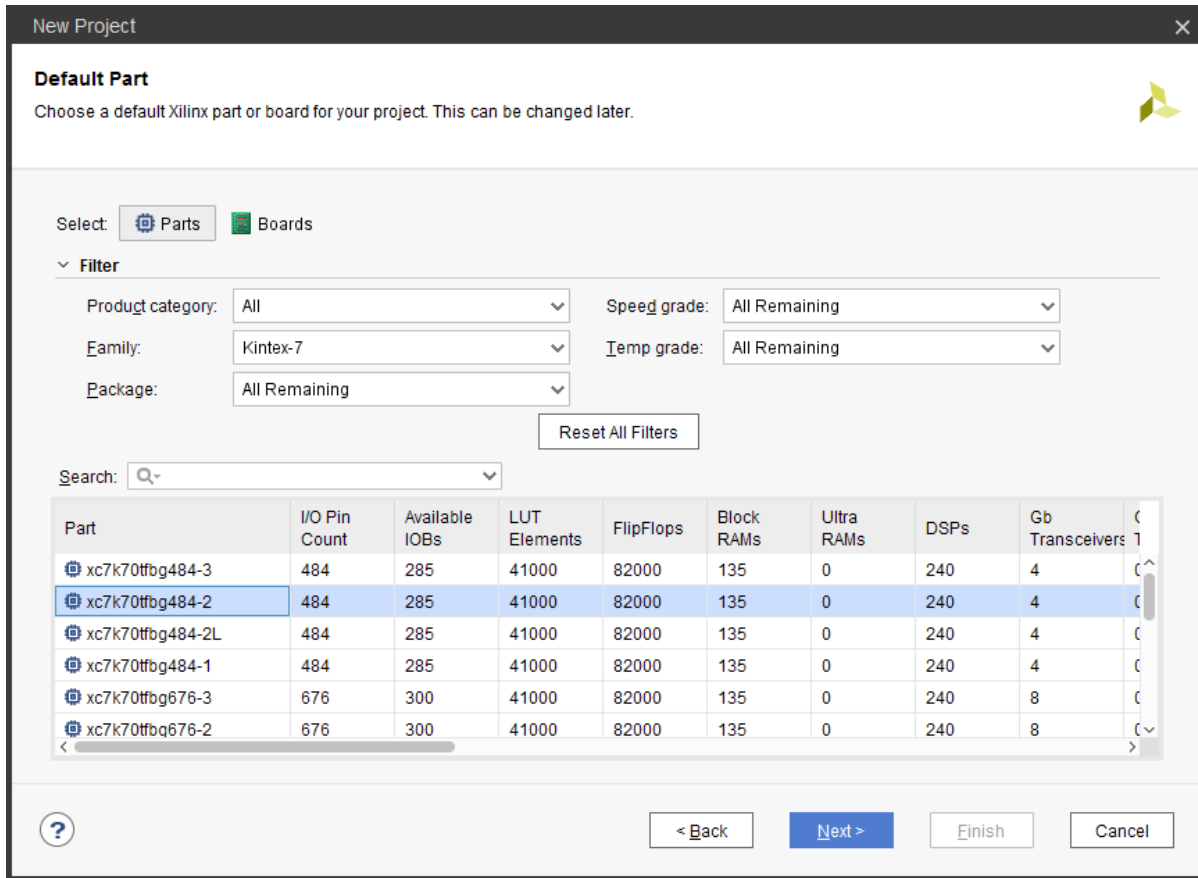 New Project
Default Part
Choose a default Xilinx part or board for your project. This can be changed later.
Select: Parts Boards
Filter
Product category: All Speed grade: All Remaining
Family: Kintex-7 Temp grade: All Remaining
Package: All Remaining
Reset All Filters
Search: Q
Part I/O Pin Count Available IOBs LUT Elements FlipFlops Block RAMs Ultra RAMs DSPs Gb Transceivers
xc7k70tfbg484-3 484 285 41000 82000 135 0 240 4
xc7k70tfbg484-2 484 285 41000 82000 135 0 240 4
xc7k70tfbg484-2L 484 285 41000 82000 135 0 240 4
xc7k70tfbg484-1 484 285 41000 82000 135 0 240 4
xc7k70tfbg676-3 676 300 41000 82000 135 0 240 8
xc7k70tfbg676-2 676 300 41000 82000 135 0 240 8
? < Back Next > Finish Cancel